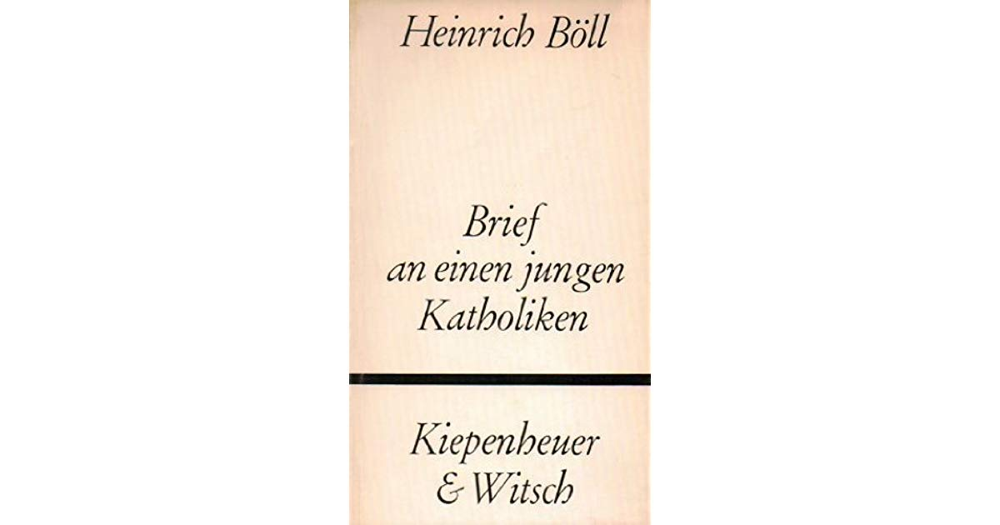 Heinrich Böll
Brief
an einen jungen
Katholiken
Kiepenheuer
& Witsch